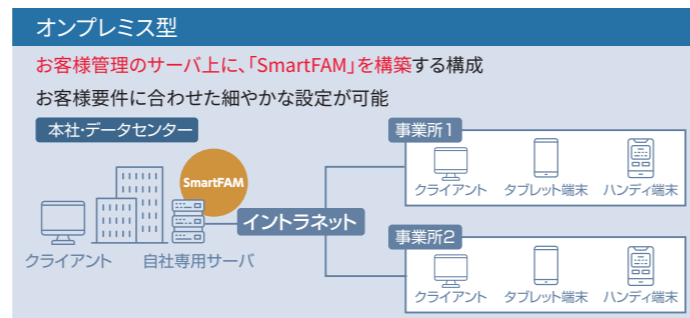 オンプレミス型
お客様管理のサーバ上に、「SmartFAM」を構築する構成
お客様要件に合わせた細やかな設定が可能
本社・データセンター
SmartFAM
クライアント
自社専用サーバ
イントラネット
事業所1
クライアント
タブレット端末
ハンディ端末
事業所2
クライアント
タブレット端末
ハンディ端末